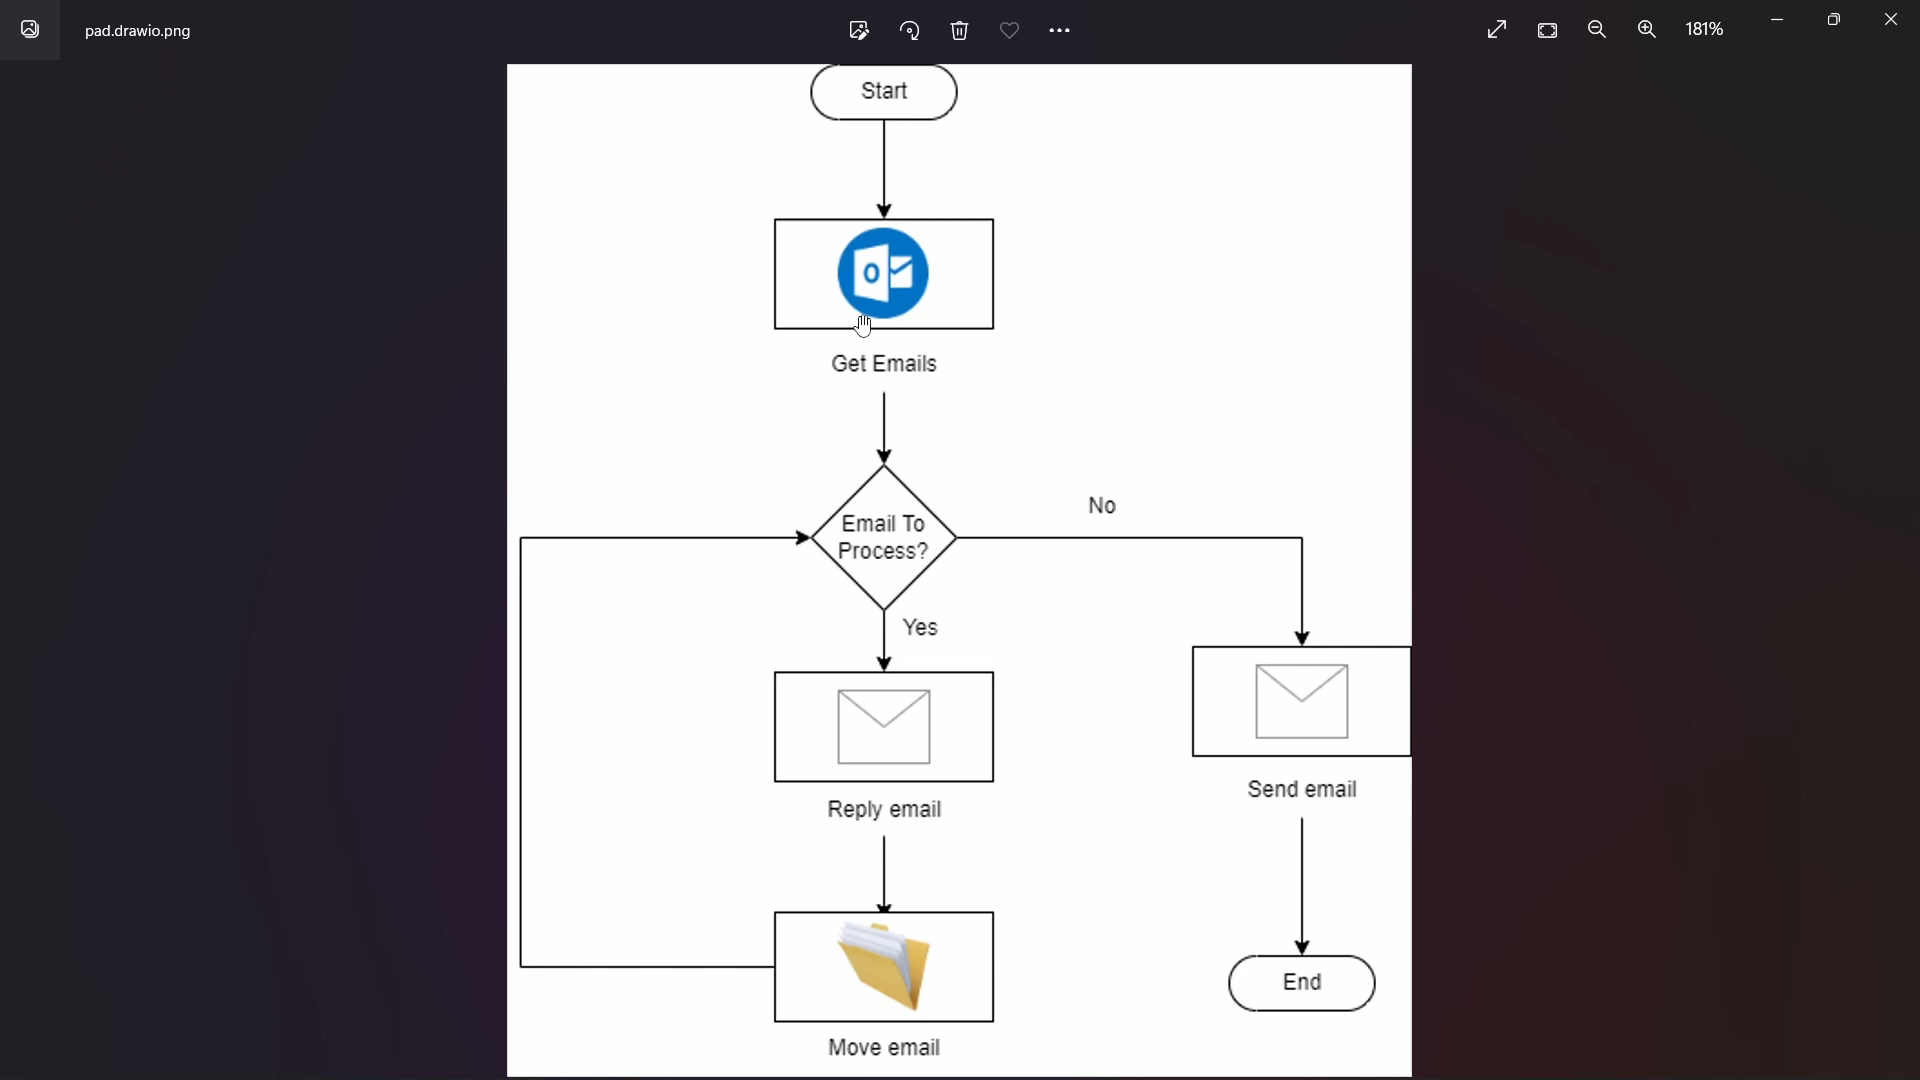 pad.drawio.png
181%
Start
O
Get Emails
Email To
Process?
No
Yes
Reply email
Send email
End
Move email